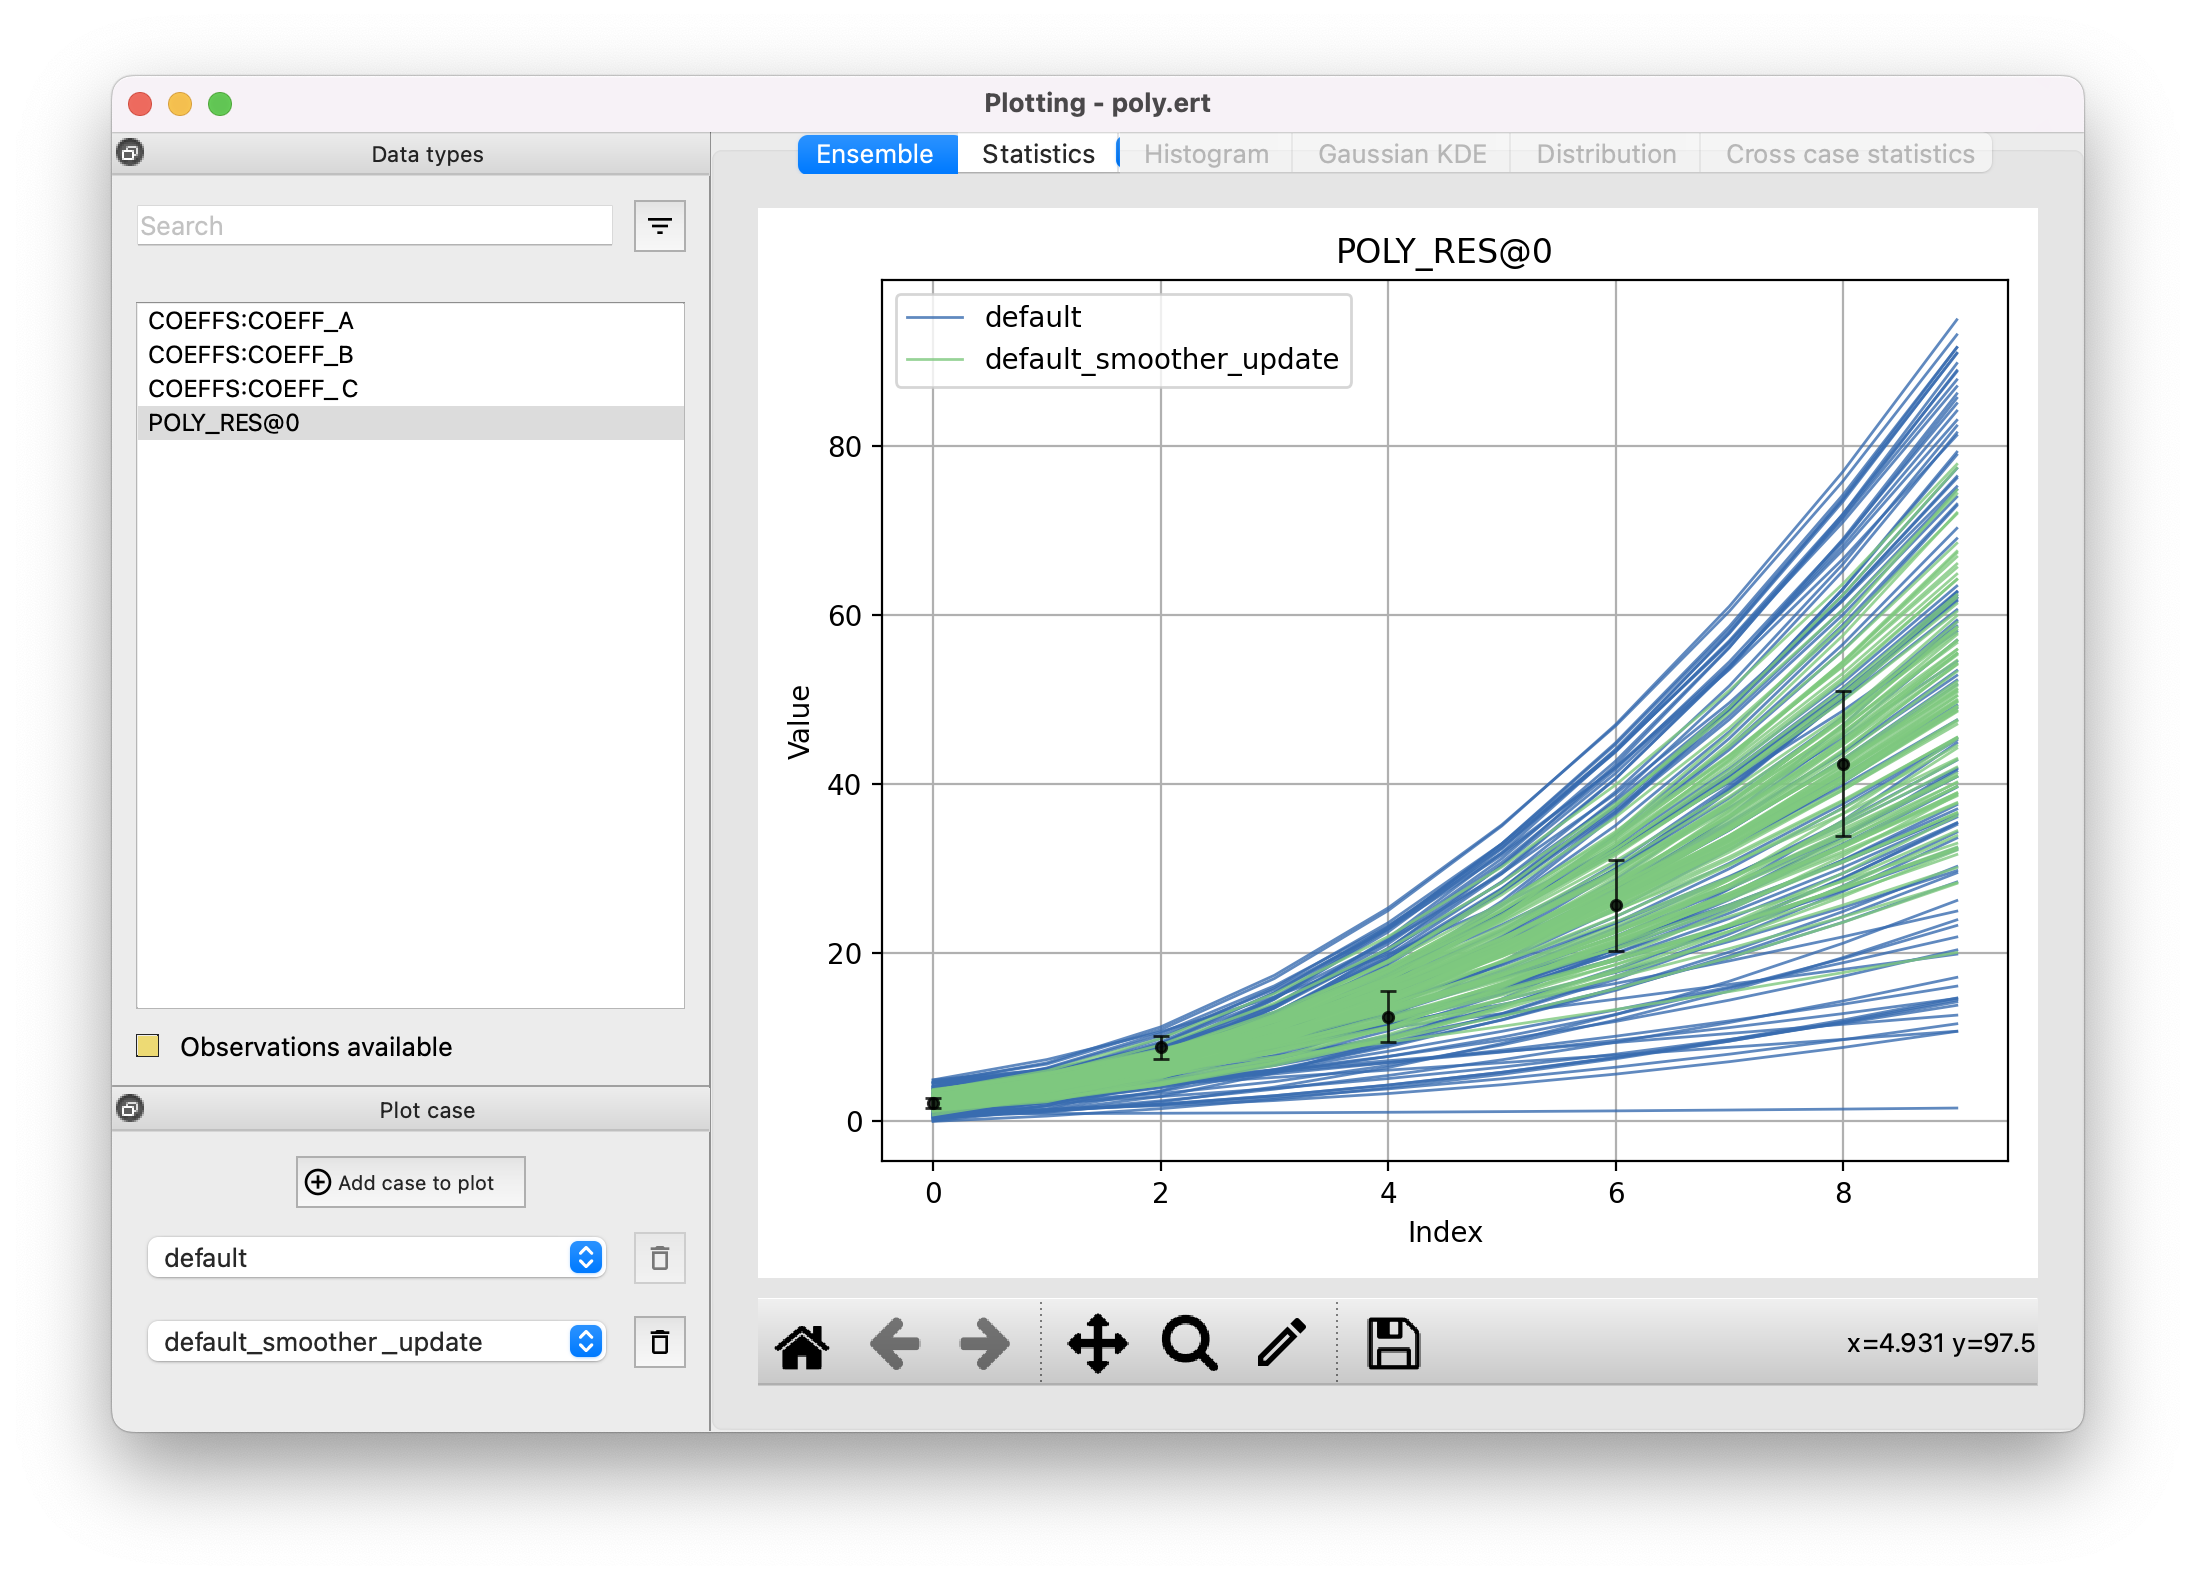 Plotting - poly.ert
Data types
Search
COEFFS:COEFF_A
COEFFS:COEFF_B
COEFFS:COEFF_C
POLY_RES@0
Observations available
Plot case
Add case to plot
default
default_smoother_update
Ensemble Statistics Histogram Gaussian KDE Distribution Cross case statistics
POLY_RES@0
default
default_smoother_update
80
60
40
20
0
Value
0 2 4 6 8
Index
x=4.931 y=97.5